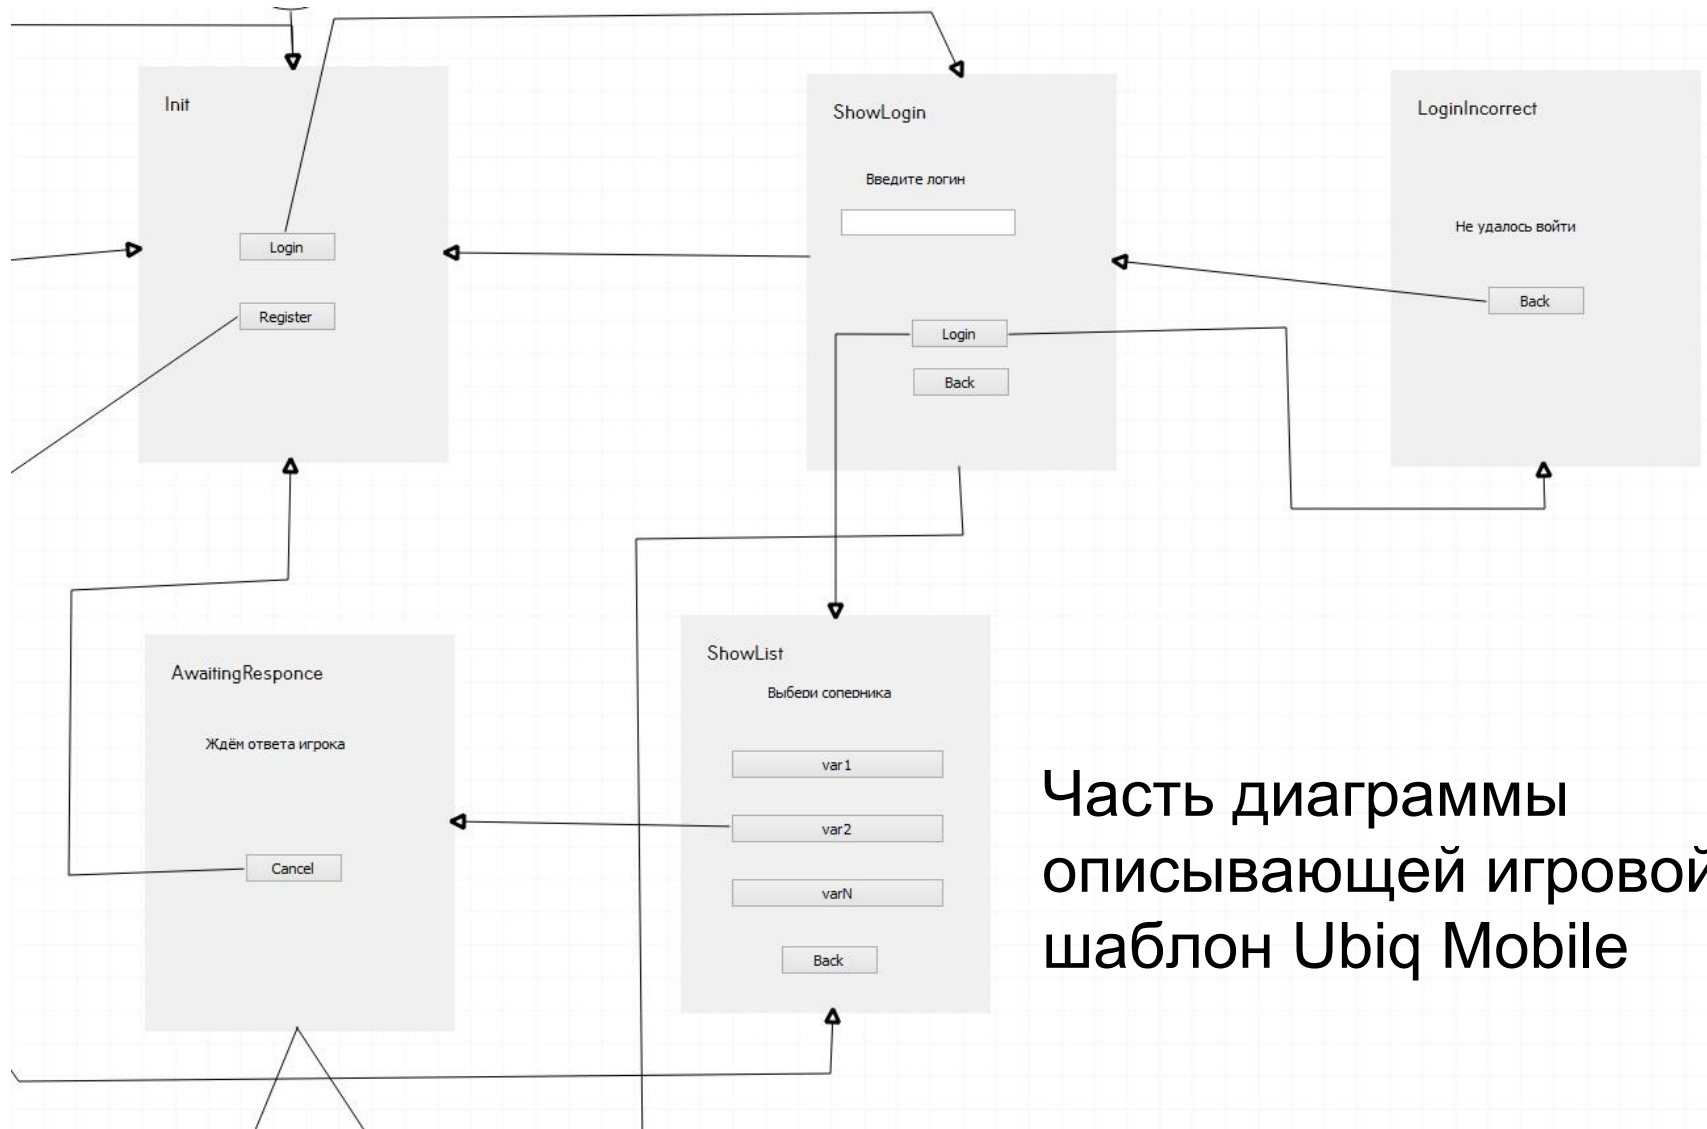 Init
Login
Register
ShowLogin
Введите логин
Login
Back
LoginIncorrect
Не удалось войти
Back
AwaitingResponce
Ждём ответа игрока
Cancel
ShowList
Выбери соперника
var1
var2
varN
Back
Часть диаграммы
описывающей игровой
шаблон Ubiq Mobile